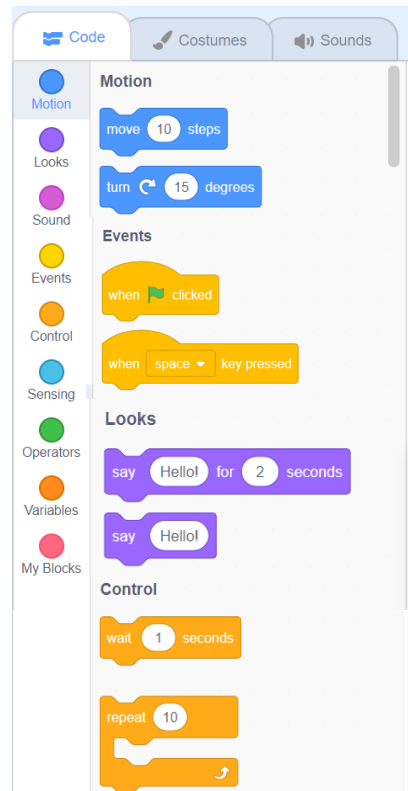 Code Costumes Sounds
Motion
Looks
Sound
Events
Control
Sensing
Operators
Variables
My Blocks
Motion
move 10 steps
turn 15 degrees
Events
when clicked
when space key pressed
Looks
say Hello! for 2 seconds
say Hello!
Control
wait 1 seconds
repeat 10